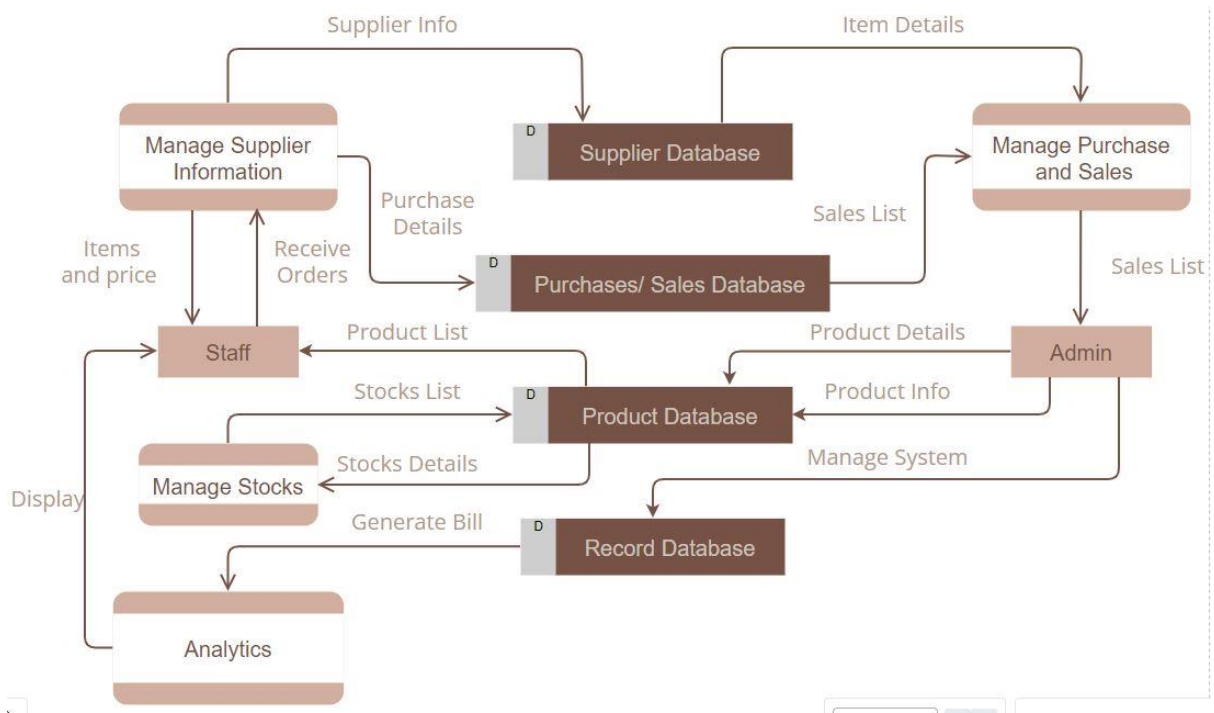 Supplier Info
Item Details
D
Supplier Database
Manage Supplier
Information
Manage Purchase
and Sales
Purchase
Details
Sales List
Items
and price
Receive
Orders
D
Purchases/ Sales Database
Sales List
Staff
Product List
Product Details
Admin
Stocks List
D
Product Database
Product Info
Manage Stocks
Stocks Details
Manage System
Display
Generate Bill
D
Record Database
Analytics